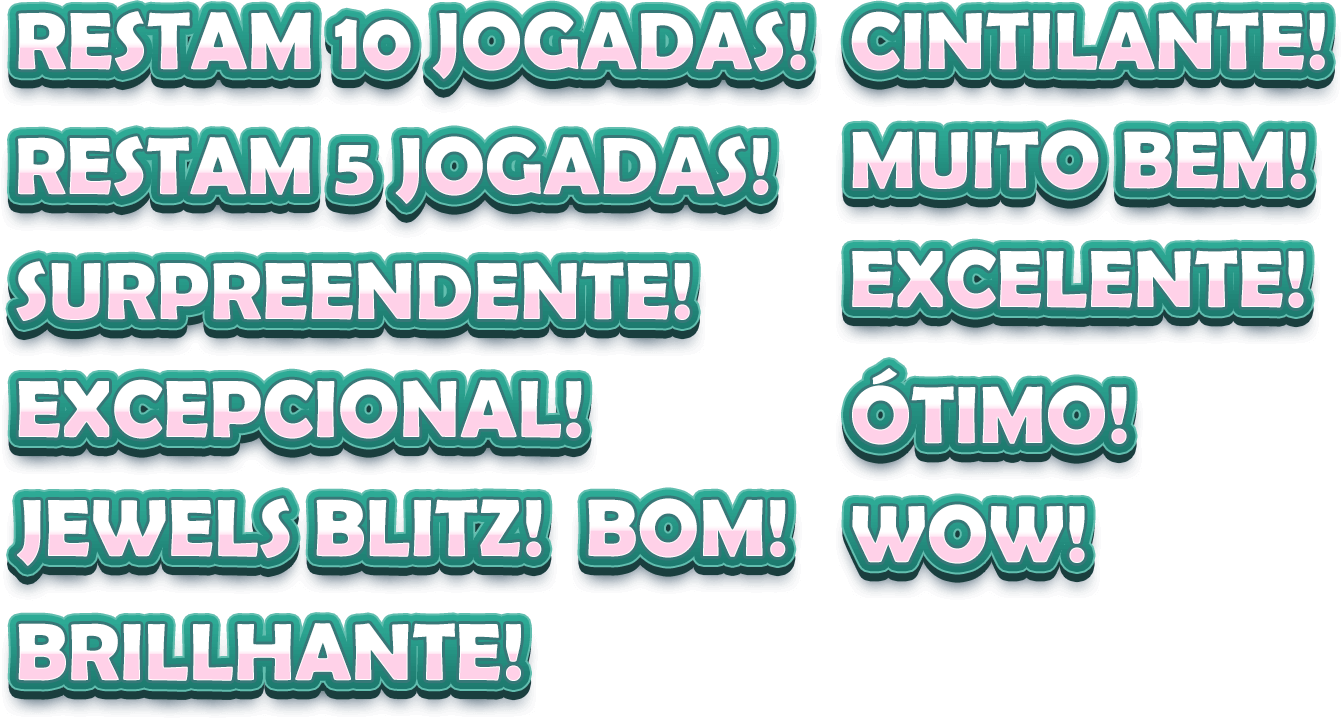 RESTAM 10 JOGADAS!
RESTAM 5 JOGADAS!
SURPREENDENTE!
EXCEPCIONAL!
JEWELS BLITZ!
BOM!
BRILLHANTE!
CINTILANTE!
MUITO BEM!
EXCELENTE!
ÓTIMO!
WOW!